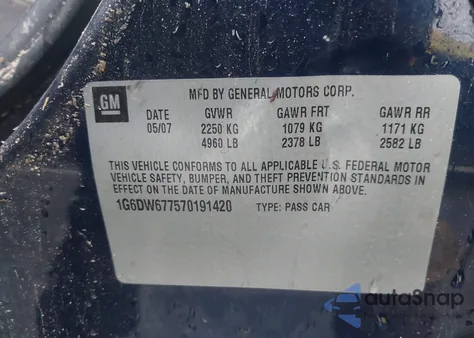 GM
MFD BY GENERAL MOTORS CORP.
DATE GVWR GAWR FRT GAWR RR
05/07 2250 KG 1079 KG 1171 KG
4960 LB 2378 LB 2582 LB
THIS VEHICLE CONFORMS TO ALL APPLICABLE U.S. FEDERAL MOTOR
VEHICLE SAFETY, BUMPER, AND THEFT PREVENTION STANDARDS IN
EFFECT ON THE DATE OF MANUFACTURE SHOWN ABOVE.
1G6DW677570191420 TYPE: PASS CAR
autoSnap